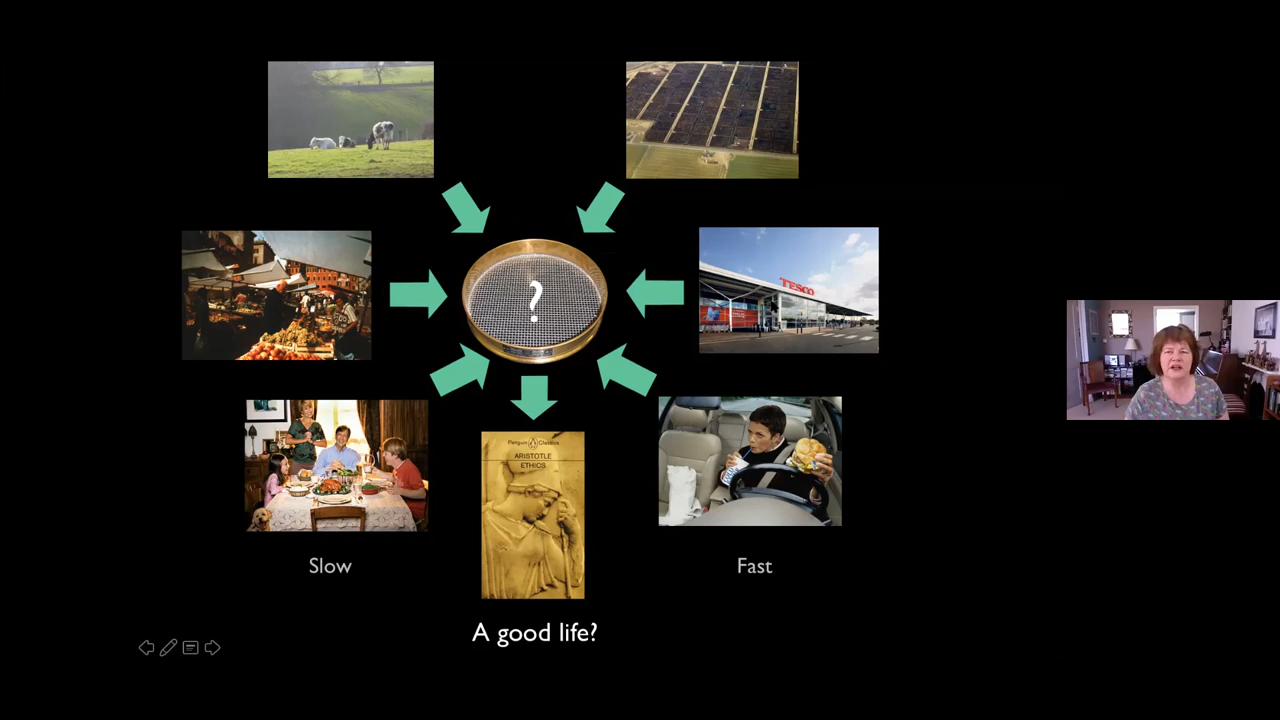 TESCO
?
Penguin Classics
ARISTOTLE
ETHICS
Slow
Fast
A good life?